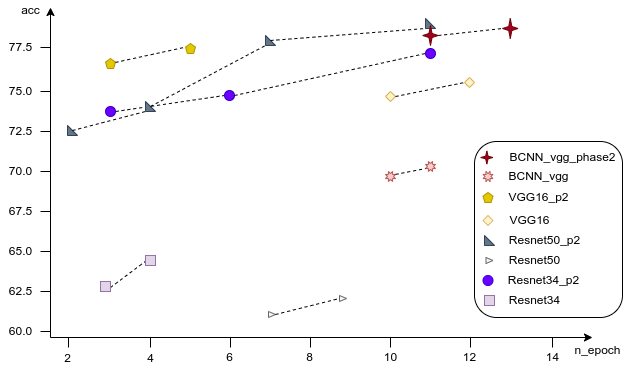 acc
77.5
75.0
72.5
70.0
67.5
65.0
62.5
60.0
2
4
6
8
10
12
14
n_epoch
BCNN_vgg_phase2
BCNN_vgg
VGG16_p2
VGG16
Resnet50_p2
Resnet50
Resnet34_p2
Resnet34